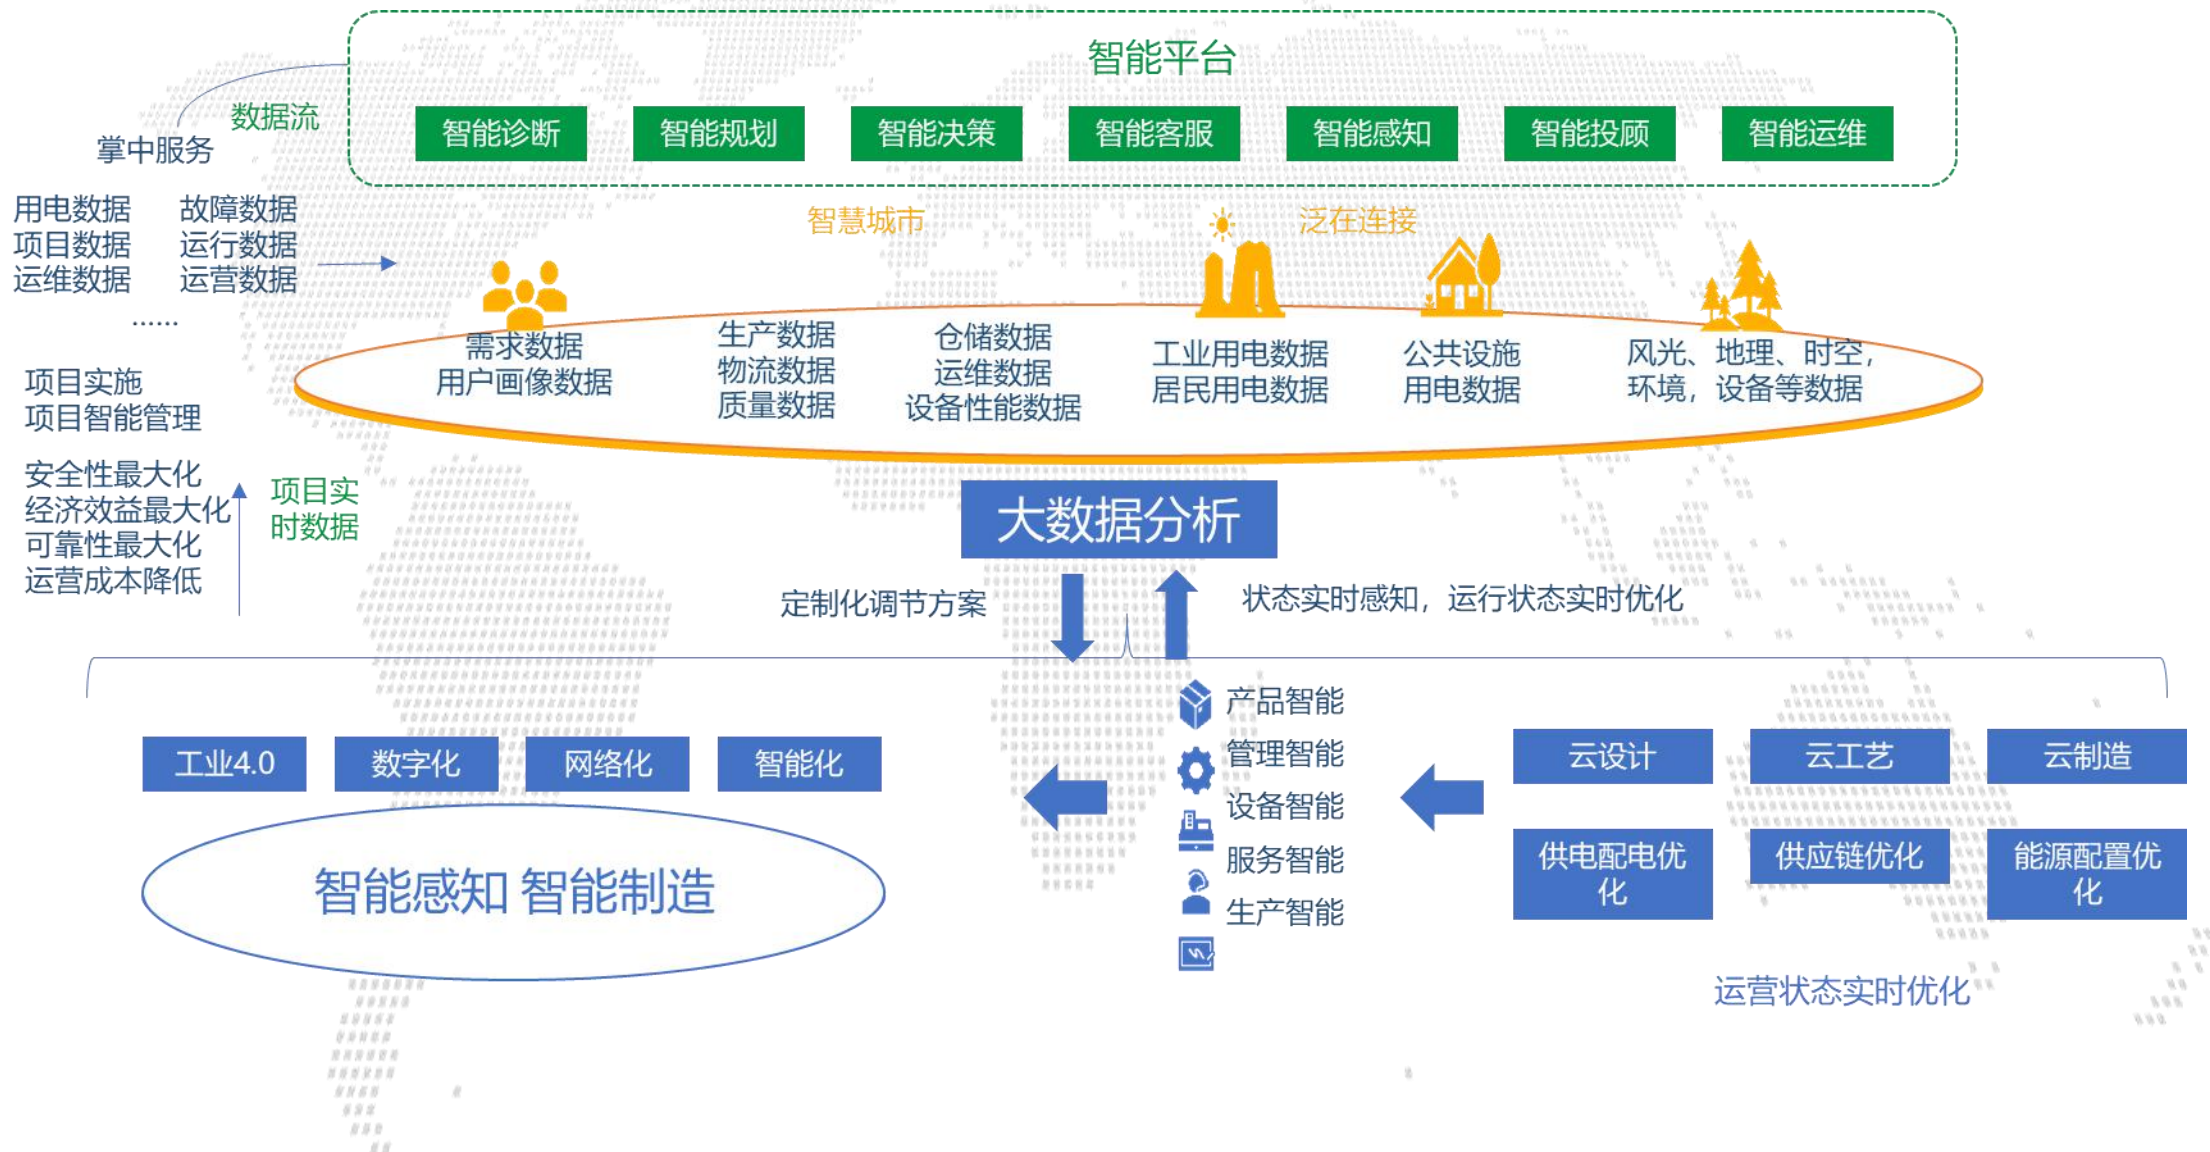 智能平台
数据流
掌中服务
智能诊断
智能规划
智能决策
智能客服
智能感知
智能投顾
智能运维
用电数据 故障数据
项目数据 运行数据
运维数据 运营数据
……
智慧城市
泛在连接
需求数据
用户画像数据
生产数据
物流数据
质量数据
仓储数据
运维数据
设备性能数据
工业用电数据
居民用电数据
公共设施
用电数据
风光、地理、时空，
环境，设备等数据
项目实施
项目智能管理
安全性最大化
经济效益最大化
可靠性最大化
运营成本降低
项目实
时数据
大数据分析
定制化调节方案
状态实时感知，运行状态实时优化
工业4.0
数字化
网络化
智能化
智能感知 智能制造
产品智能
管理智能
设备智能
服务智能
生产智能
云设计
云工艺
云制造
供电配电优
化
供应链优化
能源配置优
化
运营状态实时优化